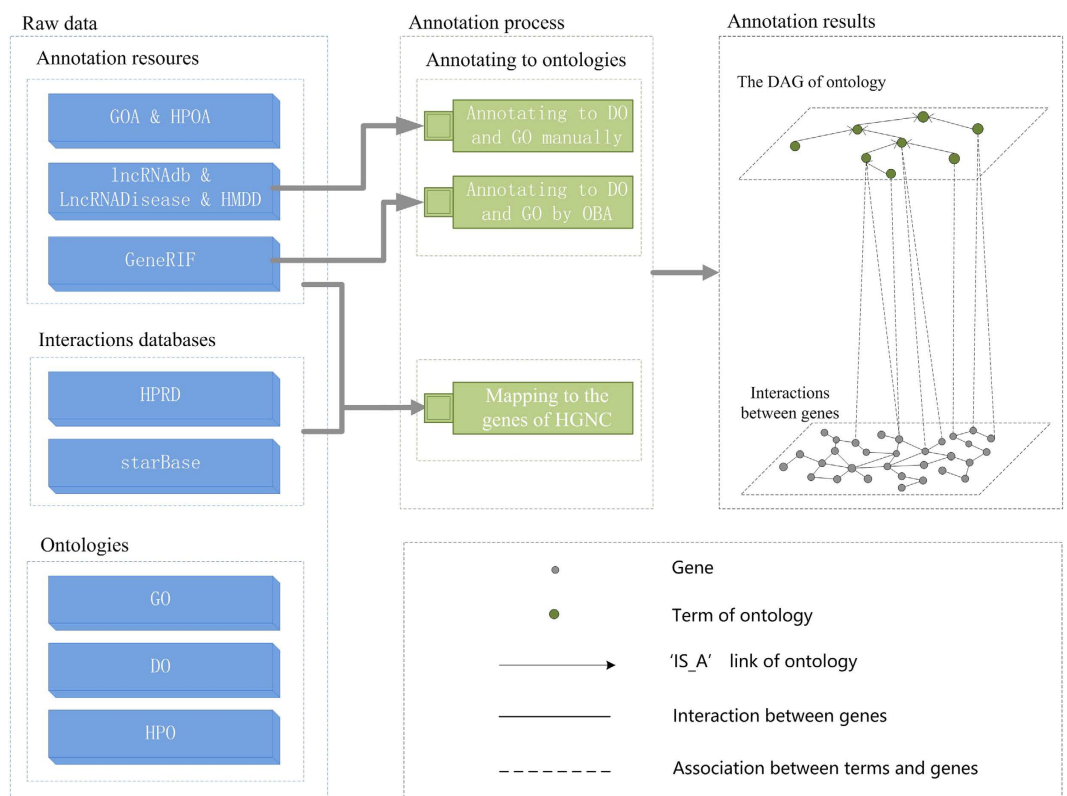 Raw data
Annotation resoures
GOA & HPOA
lncRNAdb &
LncRNADisease & HMDD
GeneRIF
Interactions databases
HPRD
starBase
Ontologies
GO
DO
HPO
Annotation process
Annotating to ontologies
Annotating to DO
and GO manually
Annotating to DO
and GO by OBA
Mapping to the
genes of HGNC
Annotation results
The DAG of ontology
Interactions
between genes
Gene
Term of ontology
‘IS_A’ link of ontology
Interaction between genes
Association between terms and genes